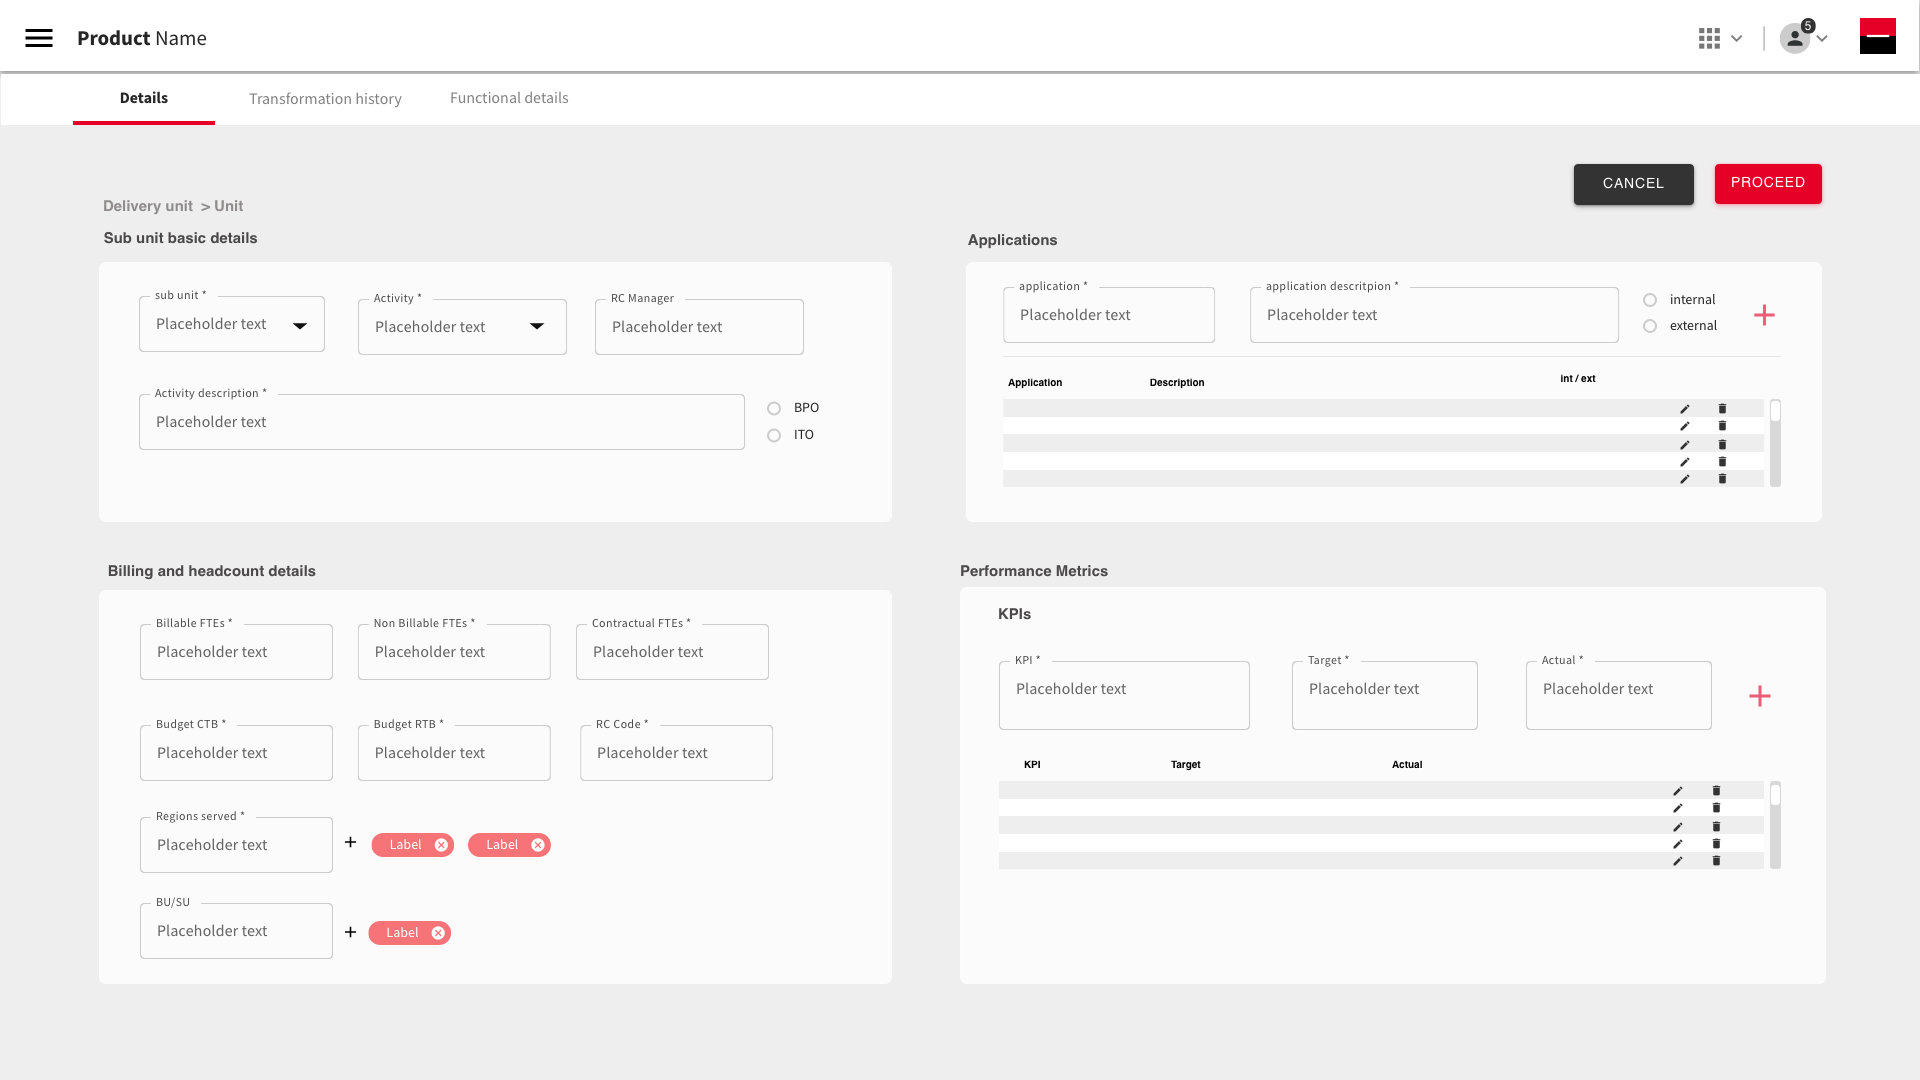 Product Name
5
Details
Transformation history
Functional details
CANCEL
PROCEED
Delivery unit > Unit
Sub unit basic details
sub unit *
Placeholder text
Activity *
Placeholder text
RC Manager
Placeholder text
Activity description *
Placeholder text
BPO
ITO
Applications
application *
Placeholder text
application descritpion *
Placeholder text
internal
external
Application
Description
int / ext
Billing and headcount details
Billable FTEs *
Placeholder text
Non Billable FTEs *
Placeholder text
Contractual FTEs *
Placeholder text
Budget CTB *
Placeholder text
Budget RTB *
Placeholder text
RC Code *
Placeholder text
Regions served *
Placeholder text
+
Label
Label
BU/SU
Placeholder text
+
Label
Performance Metrics
KPIs
KPI *
Placeholder text
Target *
Placeholder text
Actual *
Placeholder text
KPI
Target
Actual